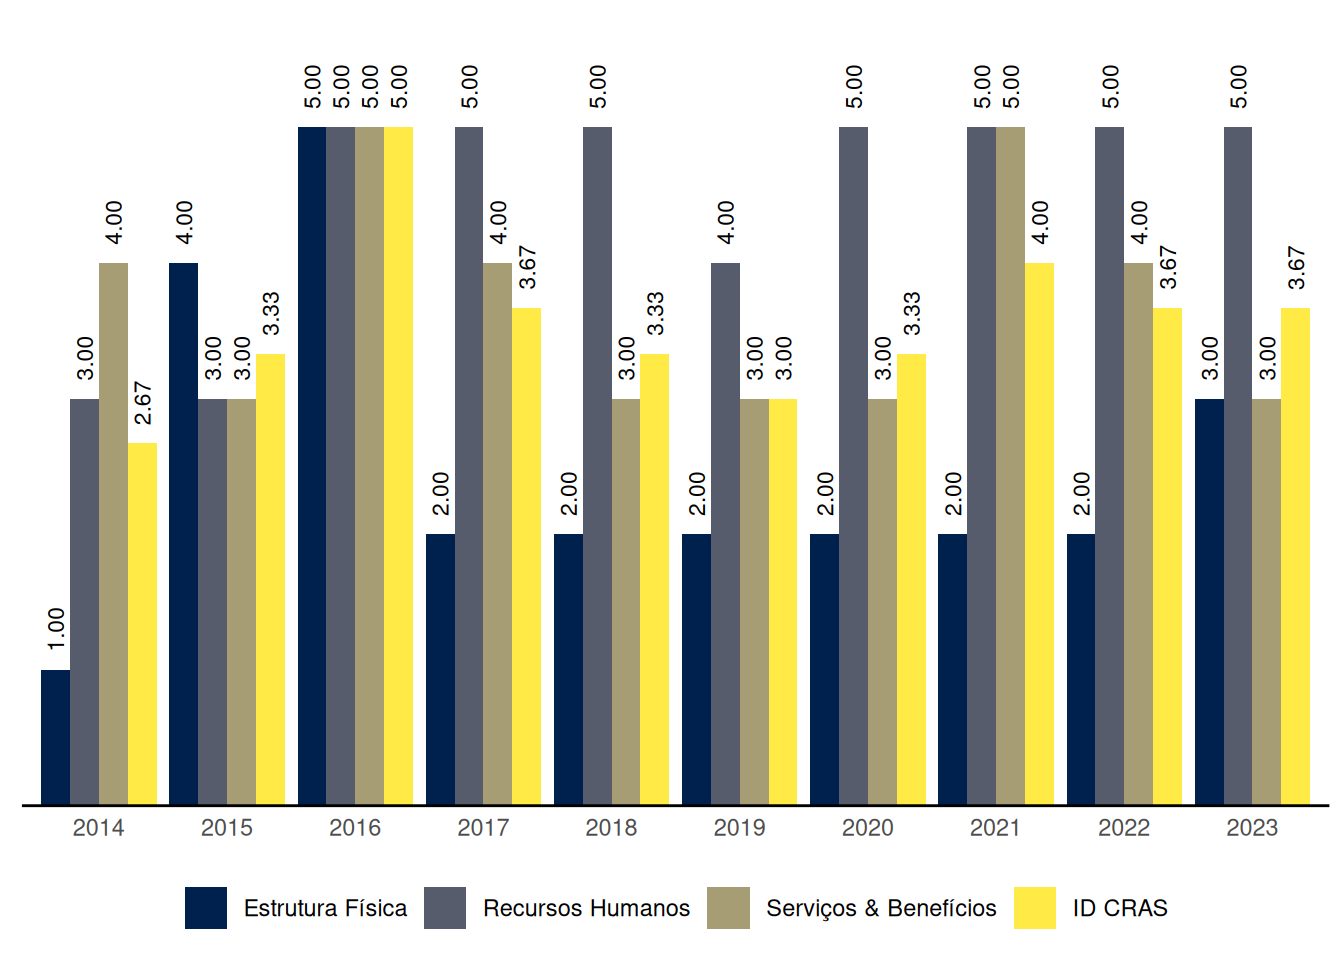 1.00 3.00 4.00 2.67
4.00 3.00 3.00 3.33
5.00 5.00 5.00 5.00
2.00 5.00 4.00 3.67
2.00 5.00 3.00 3.33
2.00 4.00 3.00 3.00
2.00 5.00 3.00 3.33
2.00 5.00 5.00 4.00
2.00 5.00 4.00 3.67
3.00 5.00 3.00 3.67
2014 2015 2016 2017 2018 2019 2020 2021 2022 2023
Estrutura Física Recursos Humanos Serviços & Benefícios ID CRAS